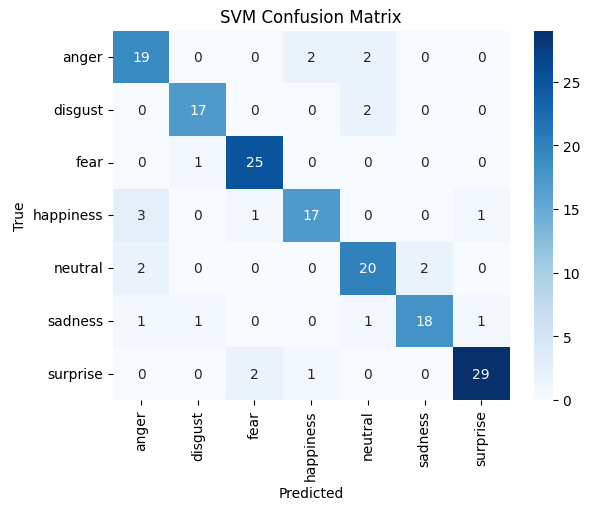 SVM Confusion Matrix
anger 19 0 0 2 2 0 0
disgust 0 17 0 0 2 0 0
fear 0 1 25 0 0 0 0
happiness 3 0 1 17 0 0 1
neutral 2 0 0 0 20 2 0
sadness 1 1 0 0 1 18 1
surprise 0 0 2 1 0 0 29
True
anger disgust fear happiness neutral sadness surprise
Predicted
25
20
15
10
5
0